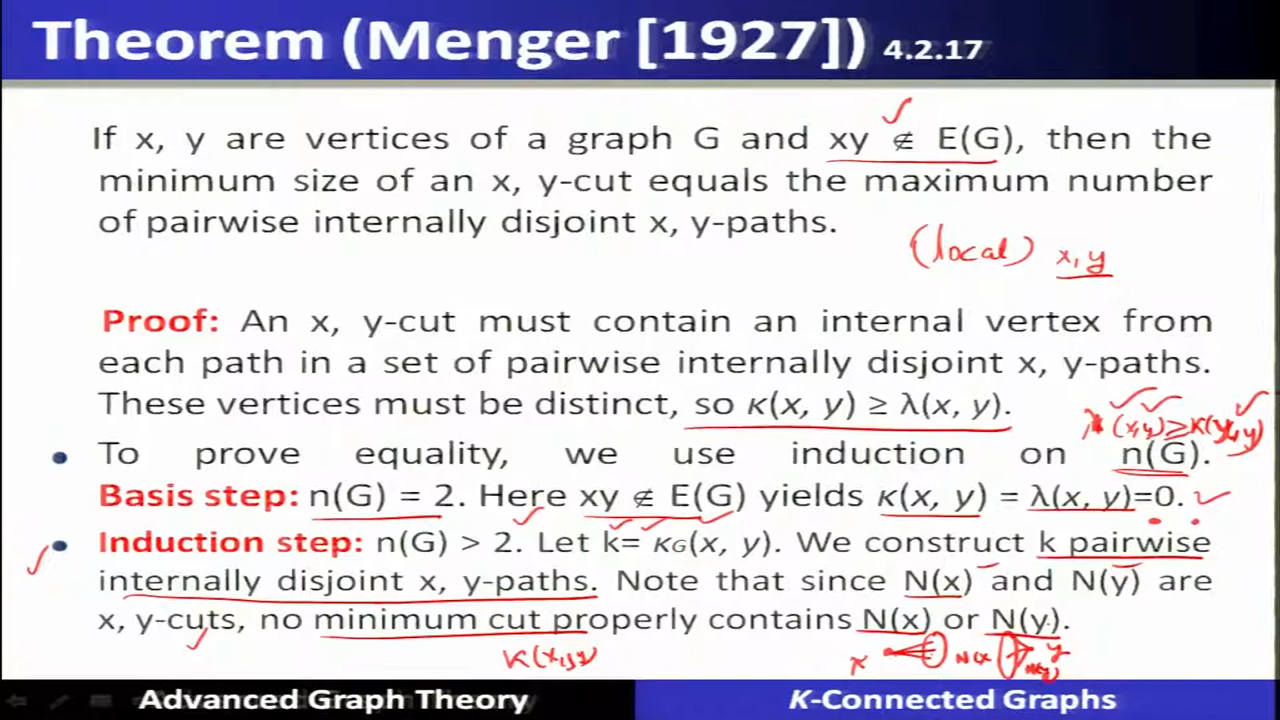 Theorem (Menger [1927]) 4.2.17
If x, y are vertices of a graph G and xy ∉ E(G), then the
minimum size of an x, y-cut equals the maximum number
of pairwise internally disjoint x, y-paths.
(local) x, y
Proof: An x, y-cut must contain an internal vertex from
each path in a set of pairwise internally disjoint x, y-paths.
These vertices must be distinct, so κ(x, y) ≥ λ(x, y).
(x,y) ≥ κ(x,y)
• To prove equality, we use induction on n(G).
Basis step: n(G) = 2. Here xy ∉ E(G) yields κ(x, y) = λ(x, y)=0.
• Induction step: n(G) > 2. Let k= κG(x, y). We construct k pairwise
internally disjoint x, y-paths. Note that since N(x) and N(y) are
x, y-cuts, no minimum cut properly contains N(x) or N(y).
κ(x,y) x N(x y N(y)
Advanced Graph Theory K-Connected Graphs